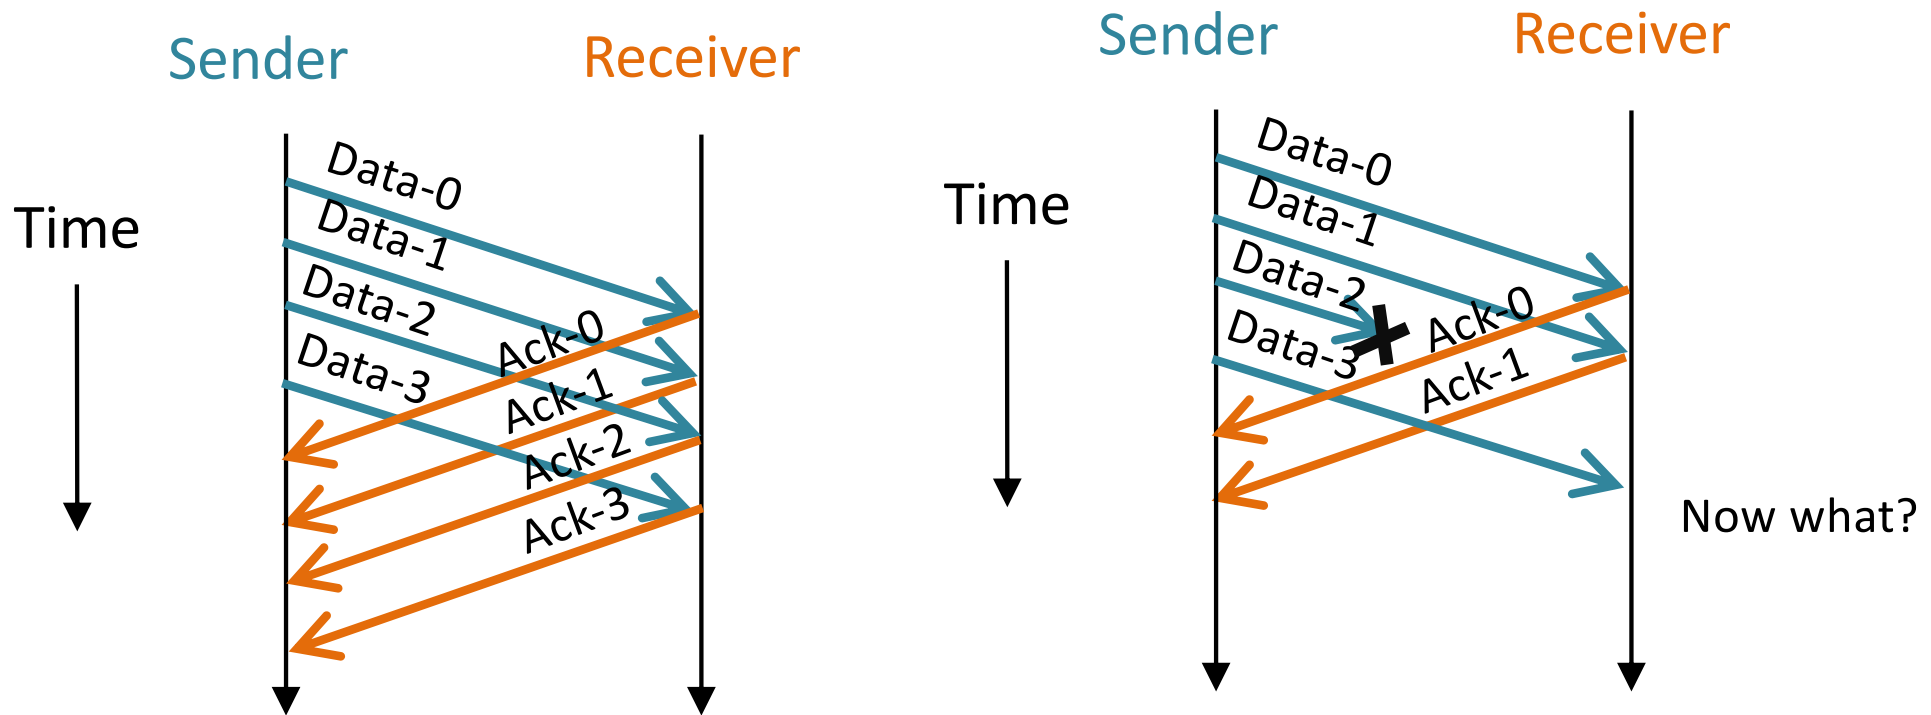 Sender
Receiver
Time
Data-0
Data-1
Data-2
Data-3
Ack-0
Ack-1
Ack-2
Ack-3
Sender
Receiver
Time
Data-0
Data-1
Data-2
Data-3
Ack-0
Ack-1
Now what?